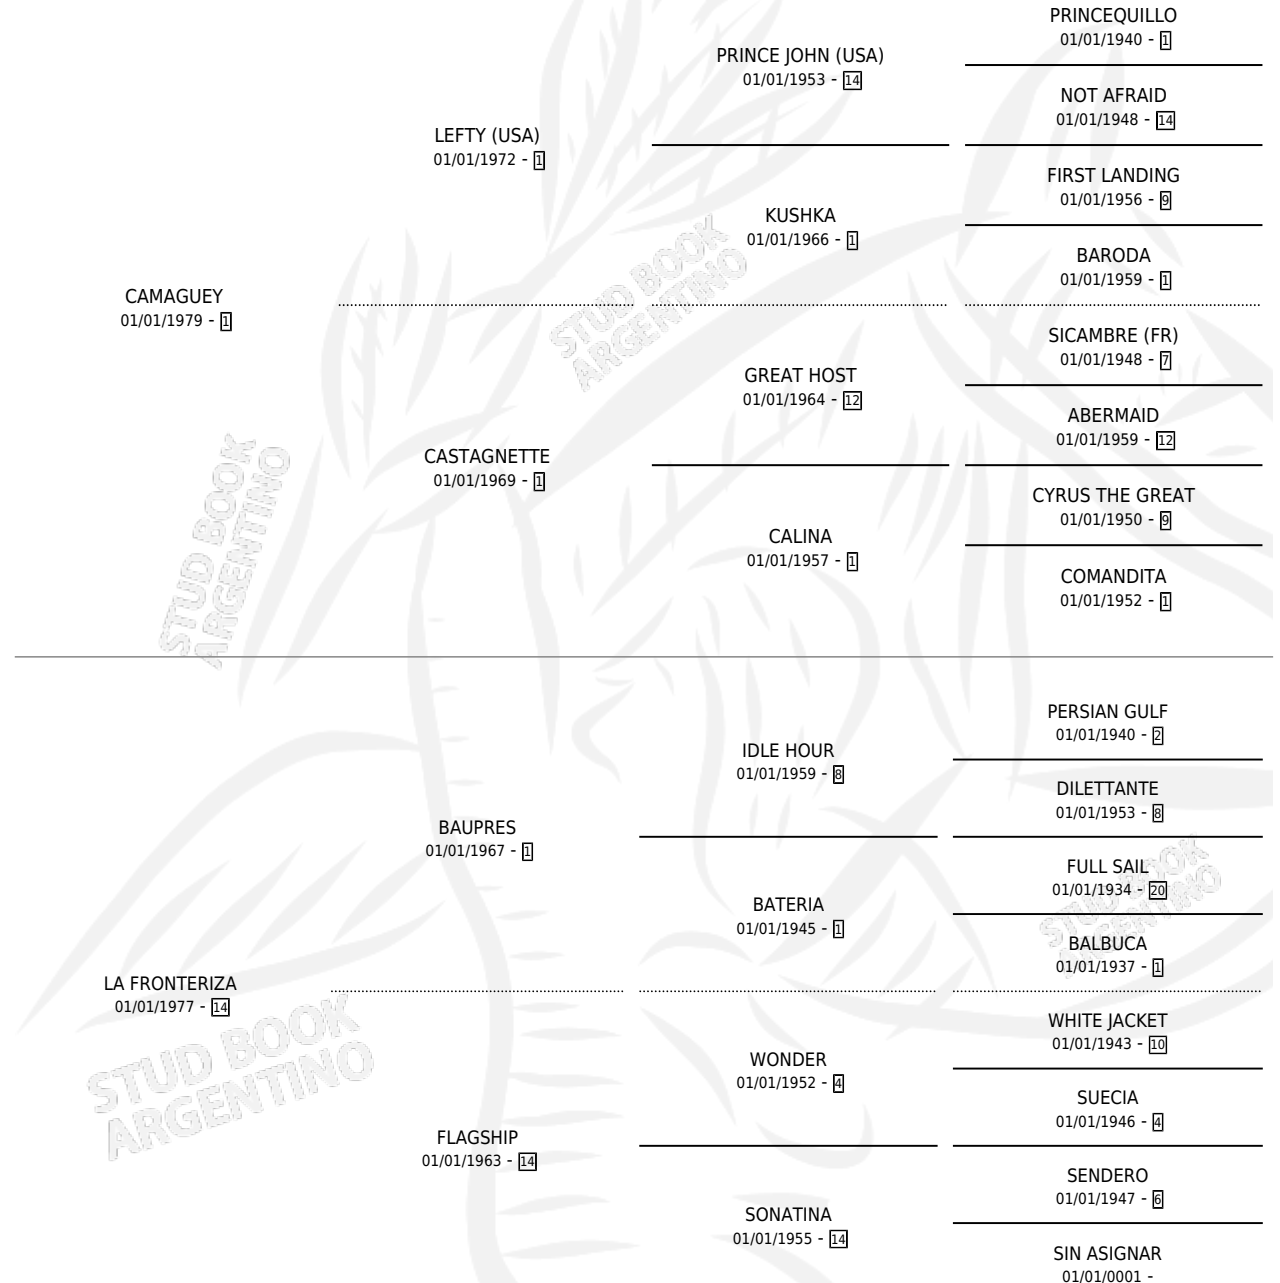 PRINCEQUILLO
01/01/1940 - 1
PRINCE JOHN (USA)
01/01/1953 - 14
NOT AFRAID
01/01/1948 - 14
LEFTY (USA)
01/01/1972 - 1
FIRST LANDING
01/01/1956 - 9
KUSHKA
01/01/1966 - 1
BARODA
01/01/1959 - 1
STUD BOOK
ARGENTINO
CAMAGUEY
01/01/1979 - 1
SICAMBRE (FR)
01/01/1948 - 7
GREAT HOST
01/01/1964 - 12
ABERMAID
01/01/1959 - 12
CASTAGNETTE
01/01/1969 - 1
CYRUS THE GREAT
01/01/1950 - 9
CALINA
01/01/1957 - 1
COMANDITA
01/01/1952 - 1
STUD BOOK
ARGENTINO
PERSIAN GULF
01/01/1940 - 2
IDLE HOUR
01/01/1959 - 8
DILETTANTE
01/01/1953 - 8
BAUPRES
01/01/1967 - 1
FULL SAIL
01/01/1934 - 20
BATERIA
01/01/1945 - 1
STUD BOOK
ARGENTINO
BALBUCA
01/01/1937 - 1
LA FRONTERIZA
01/01/1977 - 14
WHITE JACKET
01/01/1943 - 10
WONDER
01/01/1952 - 4
STUD BOOK
ARGENTINO
SUECIA
01/01/1946 - 4
FLAGSHIP
01/01/1963 - 14
SENDERO
01/01/1947 - 6
SONATINA
01/01/1955 - 14
SIN ASIGNAR
01/01/0001 -